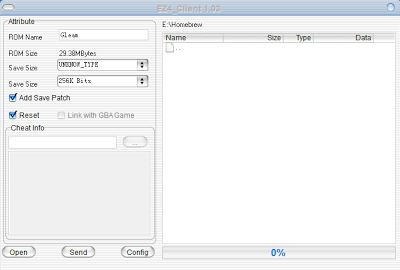 EZ4_Client 1.03
Attribute
ROM Name Gleam
ROM Size 29.38MBytes
Save Size UNKNOW_TYPE
Save Size 256K Bits
Add Save Patch
Reset Link with GBA Game
Cheat Info
...
Open Send Config
E:\Homebrew
Name Size Type Data
..
0%